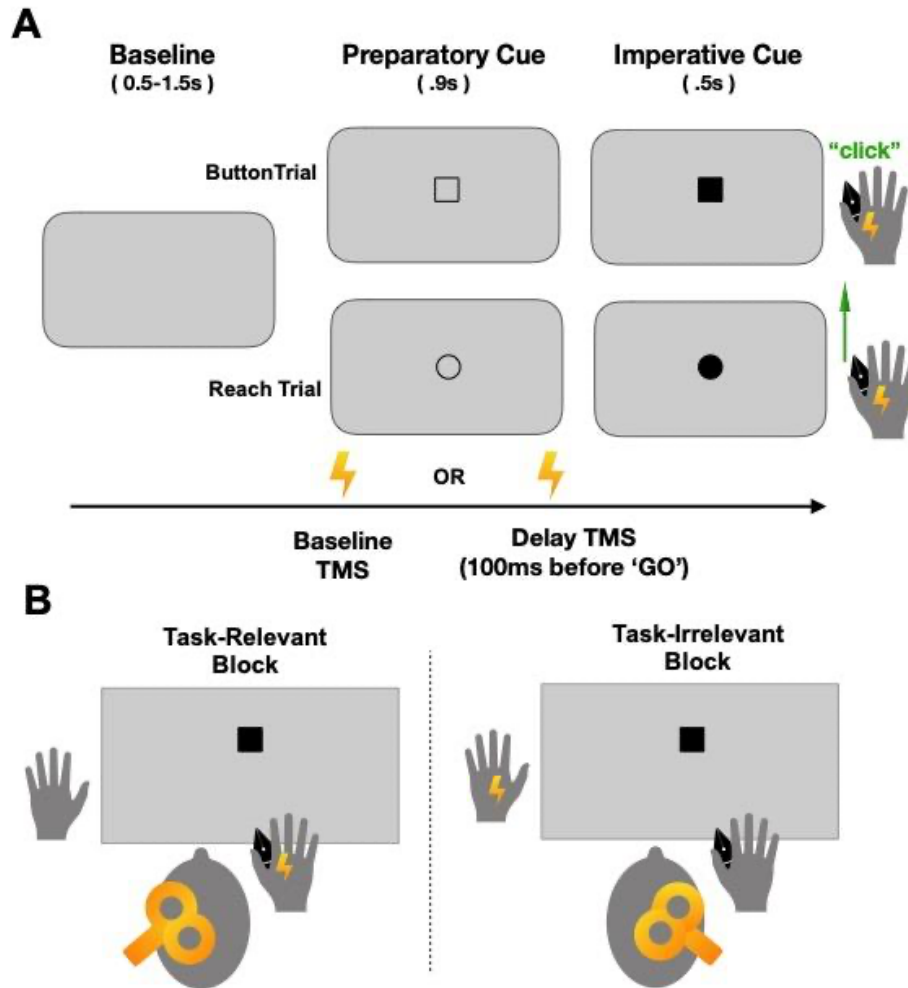 A
Baseline
( 0.5-1.5s )
Preparatory Cue
( .9s )
Imperative Cue
( .5s )
ButtonTrial
“click”
Reach Trial
OR
Baseline
TMS
Delay TMS
(100ms before ‘GO’)
B
Task-Relevant
Block
Task-Irrelevant
Block